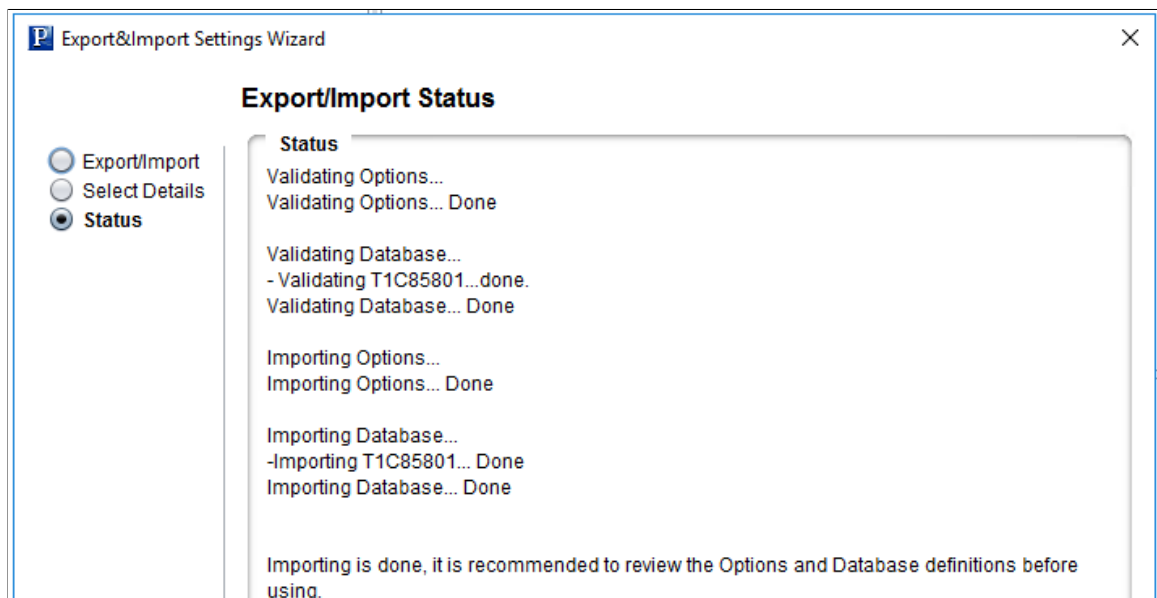 P Export&Import Settings Wizard
Export/Import Status
Export/Import
Select Details
Status
Status
Validating Options...
Validating Options... Done
Validating Database...
- Validating T1C85801...done.
Validating Database... Done
Importing Options...
Importing Options... Done
Importing Database...
-Importing T1C85801... Done
Importing Database... Done
Importing is done, it is recommended to review the Options and Database definitions before
using.